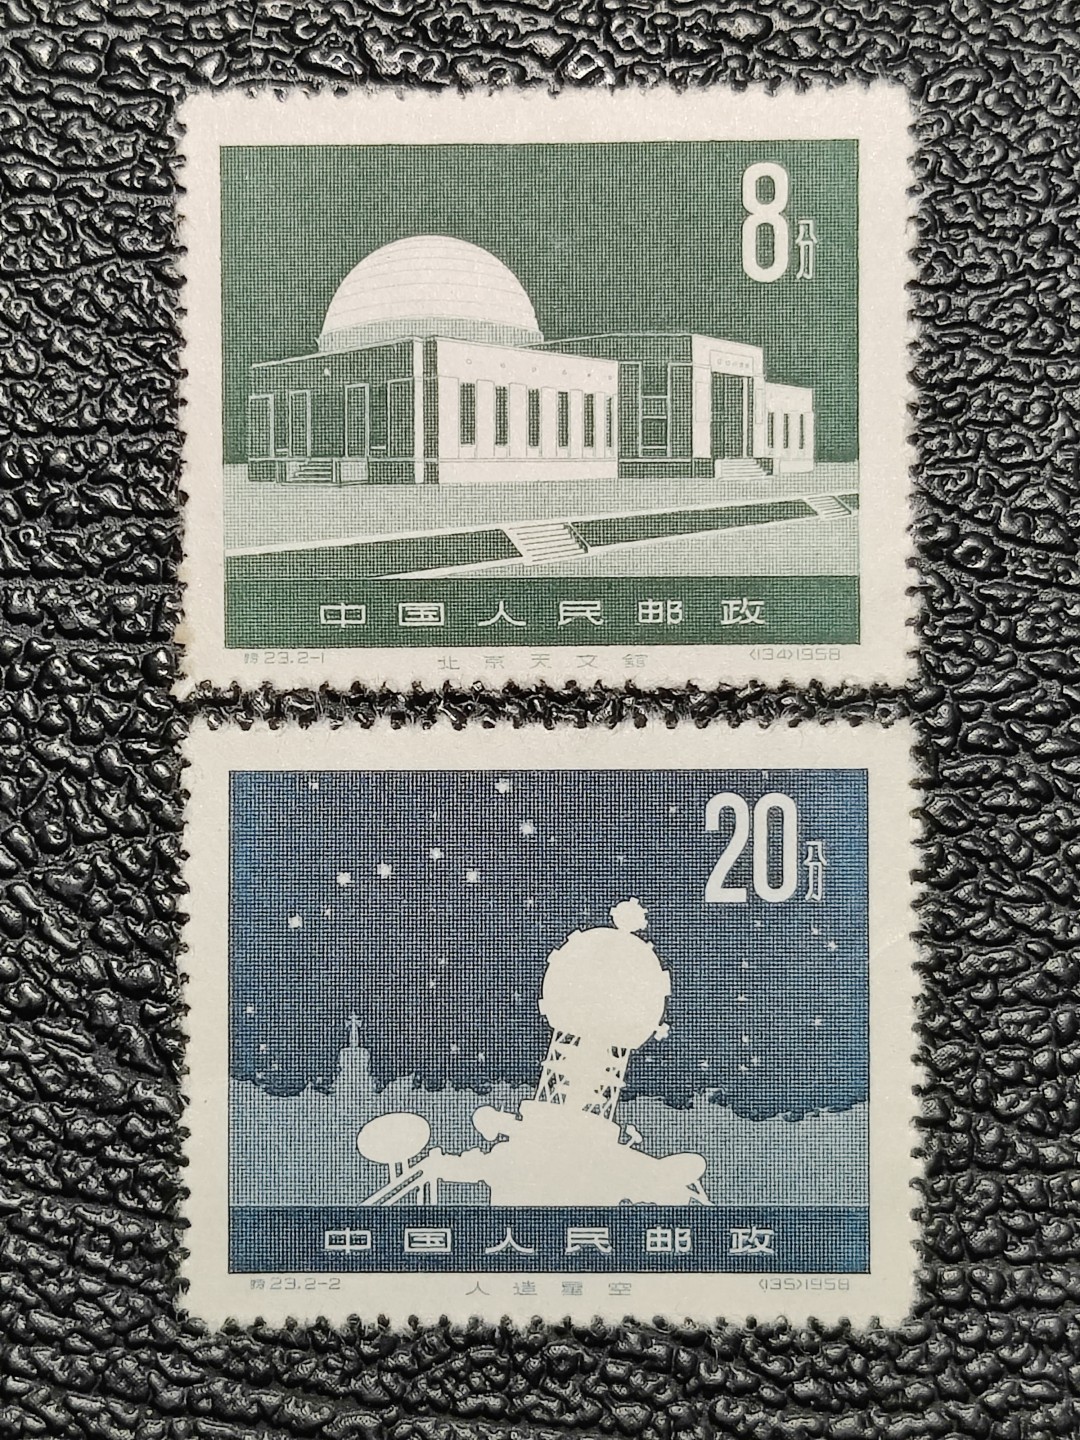 8分
中国人民邮政
特23.2-1 北京天文馆 (134)1958
20分
中国人民邮政
特23.2-2 人造星空 (135)1958